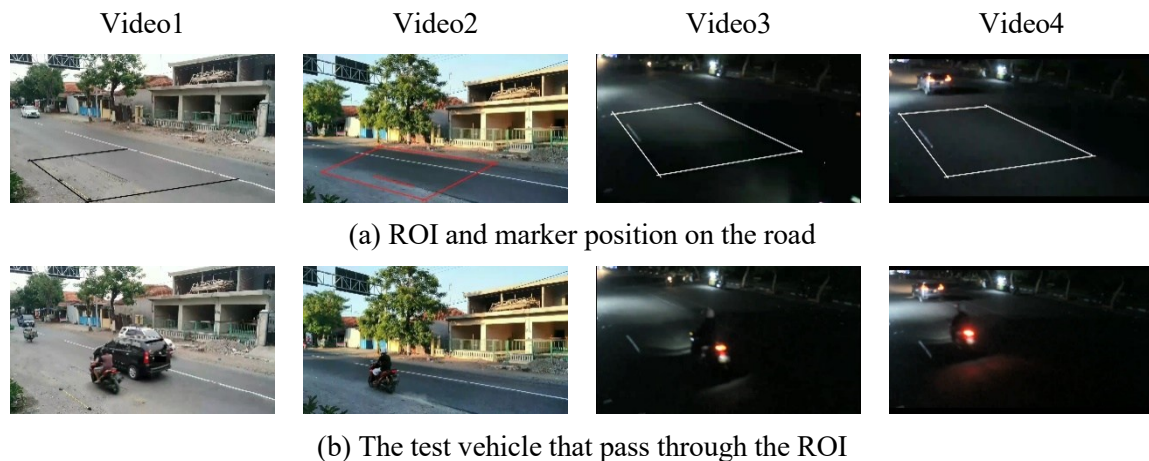 Video1 Video2 Video3 Video4
(a) ROI and marker position on the road
(b) The test vehicle that pass through the ROI